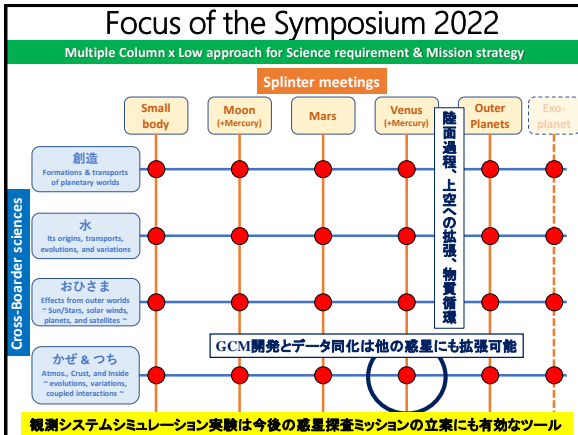 Focus of the Symposium 2022
Multiple Column x Low approach for Science requirement & Mission strategy
Splinter meetings
Small
body
Moon
(+Mercury)
Mars
Venus
(+Mercury)
Outer
Planets
Exo-
planet
陸面過程、上空への拡張、物質循環
Cross-Boarder sciences
創造
Formations & transports
of planetary worlds
水
Its origins, transports,
evolutions, and variations
おひさま
Effects from outer worlds
~ Sun/Stars, solar winds,
planets, and satellites ~
かぜ & つち
Atmos., Crust, and Inside
~ evolutions, variations,
coupled interactions ~
GCM開発とデータ同化は他の惑星にも拡張可能
観測システムシミュレーション実験は今後の惑星探査ミッションの立案にも有効なツール